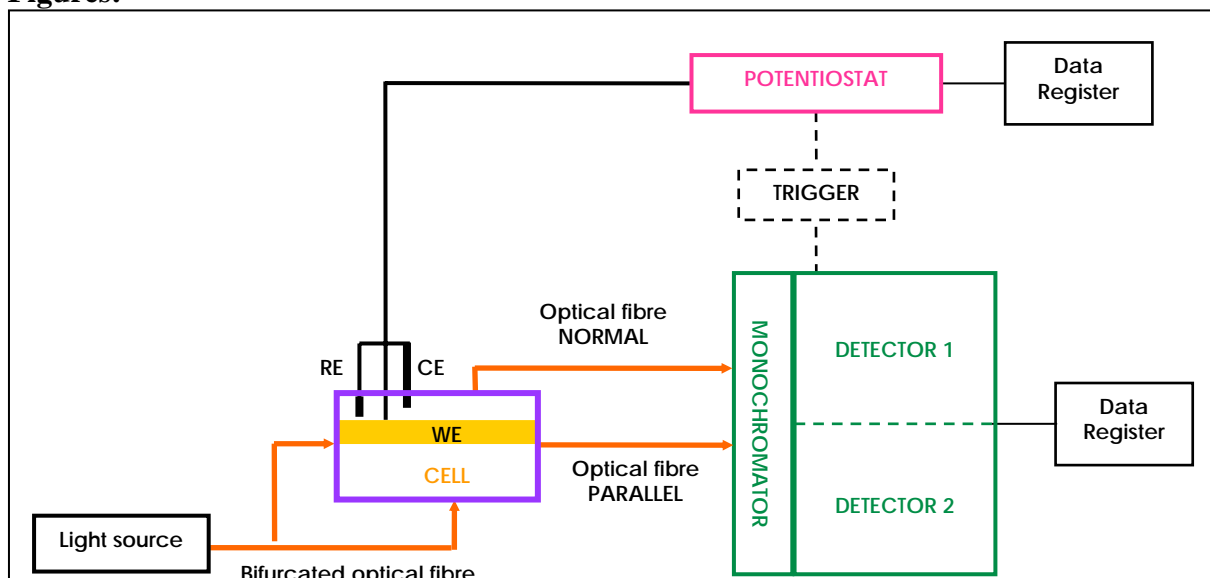 Figures:
POTENTIOSTAT
Data
Register
TRIGGER
Optical fibre
NORMAL
RE
CE
WE
CELL
Optical fibre
PARALLEL
MONOCHROMATOR
DETECTOR 1
DETECTOR 2
Data
Register
Light source
Bifurcated optical fibre